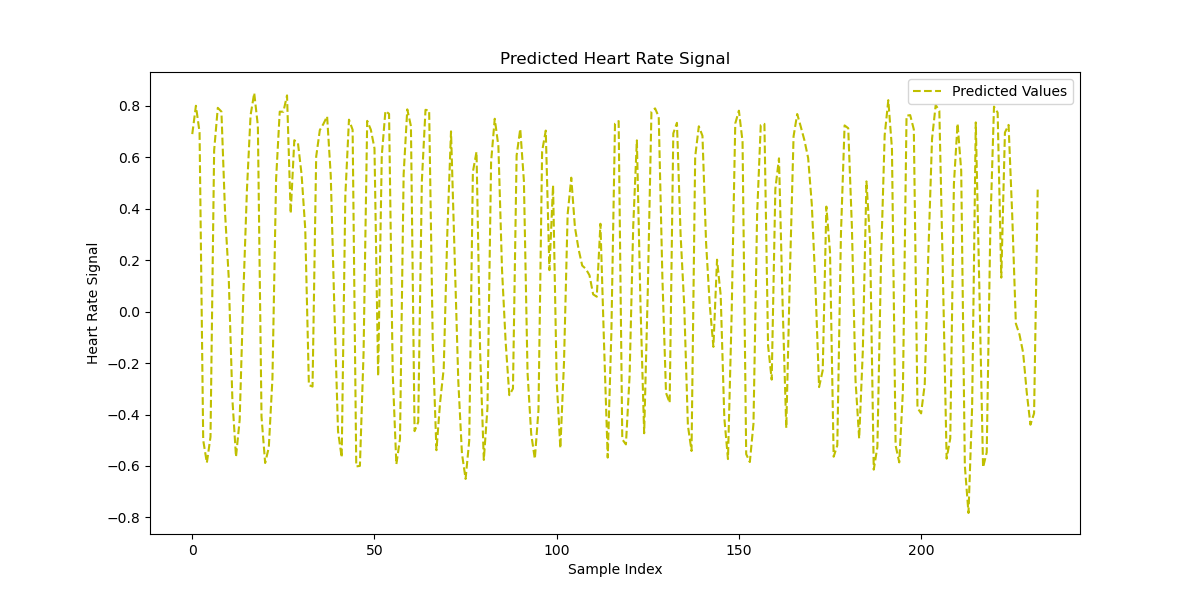 Predicted Heart Rate Signal
Predicted Values
Heart Rate Signal
0.8
0.6
0.4
0.2
0.0
−0.2
−0.4
−0.6
−0.8
0 50 100 150 200
Sample Index